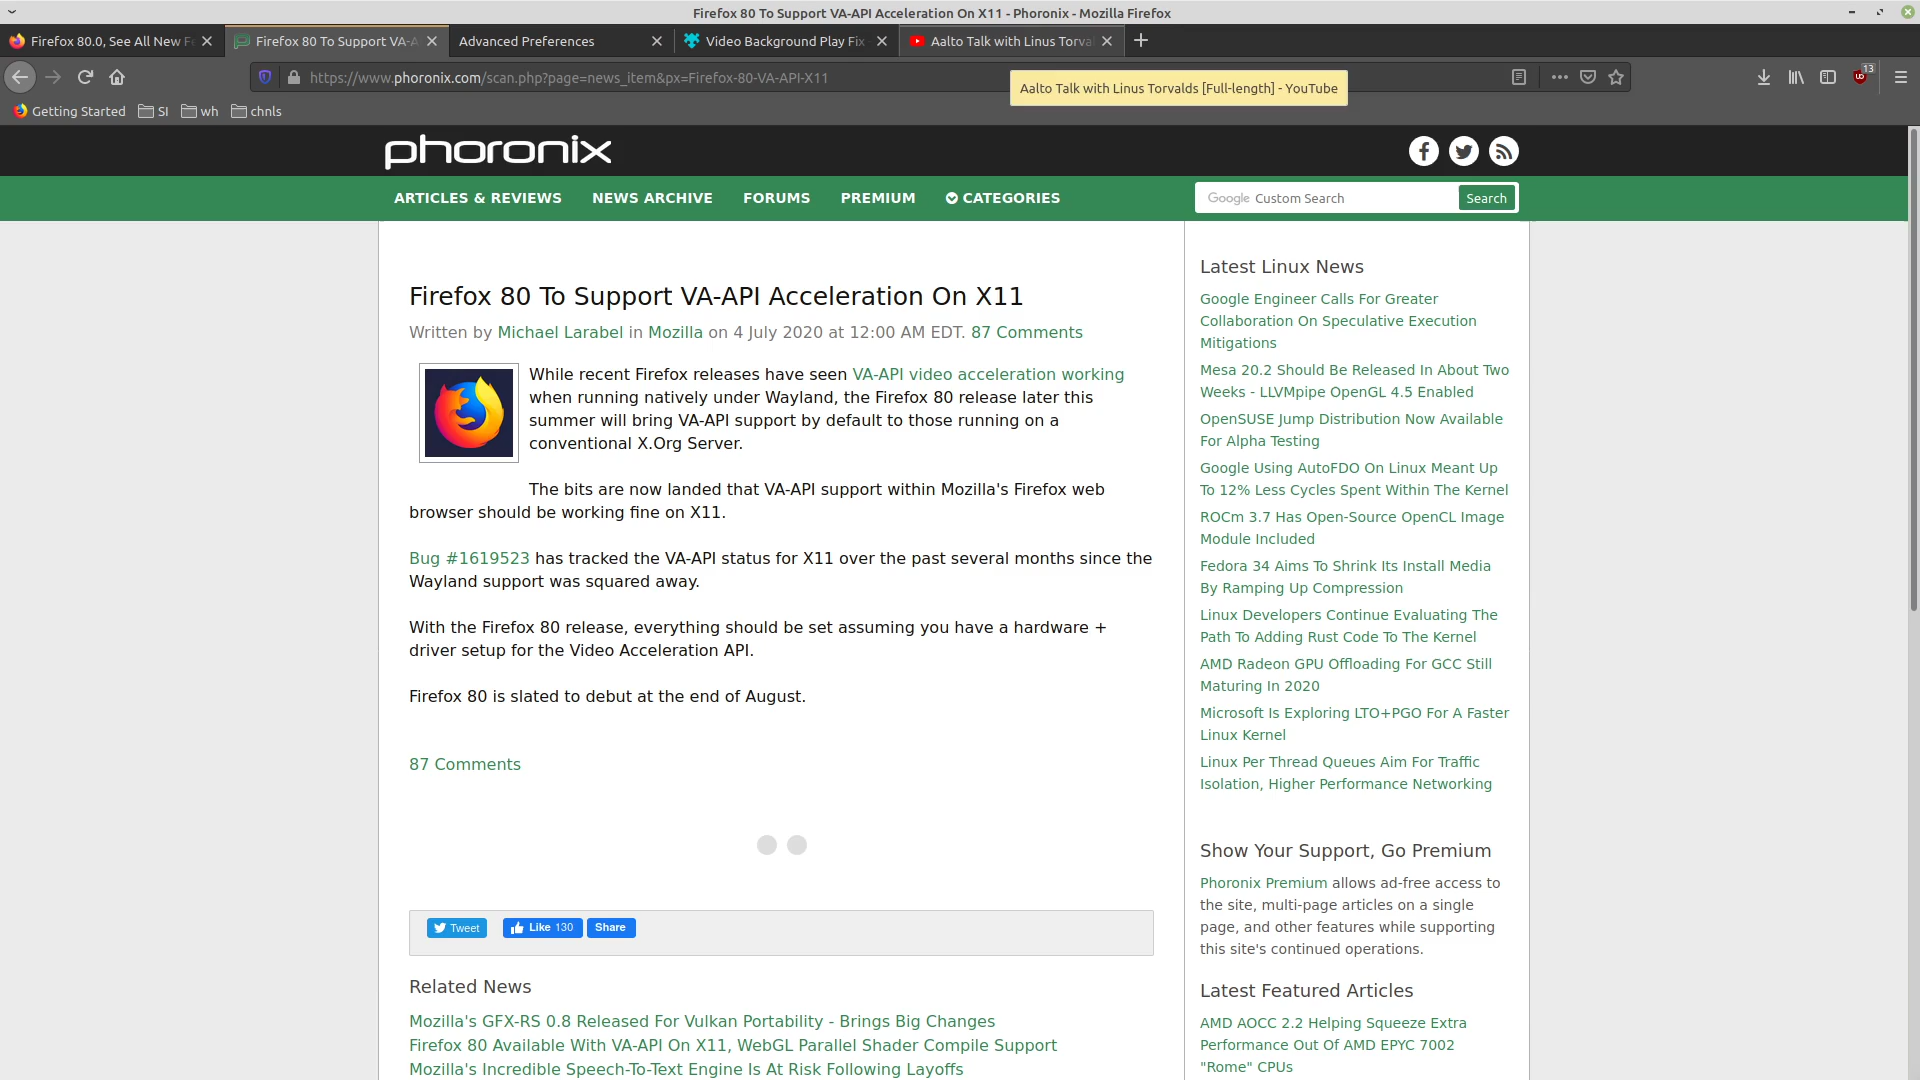 Firefox 80 To Support VA-API Acceleration On X11 - Phoronix - Mozilla Firefox
Firefox 80.0, See All New Fe
Firefox 80 To Support VA-A
Advanced Preferences
Video Background Play Fix
Aalto Talk with Linus Torval
https://www.phoronix.com/scan.php?page=news_item&px=Firefox-80-VA-API-X11
13
Aalto Talk with Linus Torvalds [Full-length] - YouTube
Getting Started
SI
wh
chnls
phoronix
ARTICLES & REVIEWS
NEWS ARCHIVE
FORUMS
PREMIUM
CATEGORIES
Google Custom Search
Search
Firefox 80 To Support VA-API Acceleration On X11
Written by Michael Larabel in Mozilla on 4 July 2020 at 12:00 AM EDT. 87 Comments
While recent Firefox releases have seen VA-API video acceleration working
when running natively under Wayland, the Firefox 80 release later this
summer will bring VA-API support by default to those running on a
conventional X.Org Server.
The bits are now landed that VA-API support within Mozilla's Firefox web
browser should be working fine on X11.
Bug #1619523 has tracked the VA-API status for X11 over the past several months since the
Wayland support was squared away.
With the Firefox 80 release, everything should be set assuming you have a hardware +
driver setup for the Video Acceleration API.
Firefox 80 is slated to debut at the end of August.
87 Comments
Tweet
Like 130
Share
Related News
Mozilla's GFX-RS 0.8 Released For Vulkan Portability - Brings Big Changes
Firefox 80 Available With VA-API On X11, WebGL Parallel Shader Compile Support
Mozilla's Incredible Speech-To-Text Engine Is At Risk Following Layoffs
Latest Linux News
Google Engineer Calls For Greater
Collaboration On Speculative Execution
Mitigations
Mesa 20.2 Should Be Released In About Two
Weeks - LLVMpipe OpenGL 4.5 Enabled
OpenSUSE Jump Distribution Now Available
For Alpha Testing
Google Using AutoFDO On Linux Meant Up
To 12% Less Cycles Spent Within The Kernel
ROCm 3.7 Has Open-Source OpenCL Image
Module Included
Fedora 34 Aims To Shrink Its Install Media
By Ramping Up Compression
Linux Developers Continue Evaluating The
Path To Adding Rust Code To The Kernel
AMD Radeon GPU Offloading For GCC Still
Maturing In 2020
Microsoft Is Exploring LTO+PGO For A Faster
Linux Kernel
Linux Per Thread Queues Aim For Traffic
Isolation, Higher Performance Networking
Show Your Support, Go Premium
Phoronix Premium allows ad-free access to
the site, multi-page articles on a single
page, and other features while supporting
this site's continued operations.
Latest Featured Articles
AMD AOCC 2.2 Helping Squeeze Extra
Performance Out Of AMD EPYC 7002
"Rome" CPUs